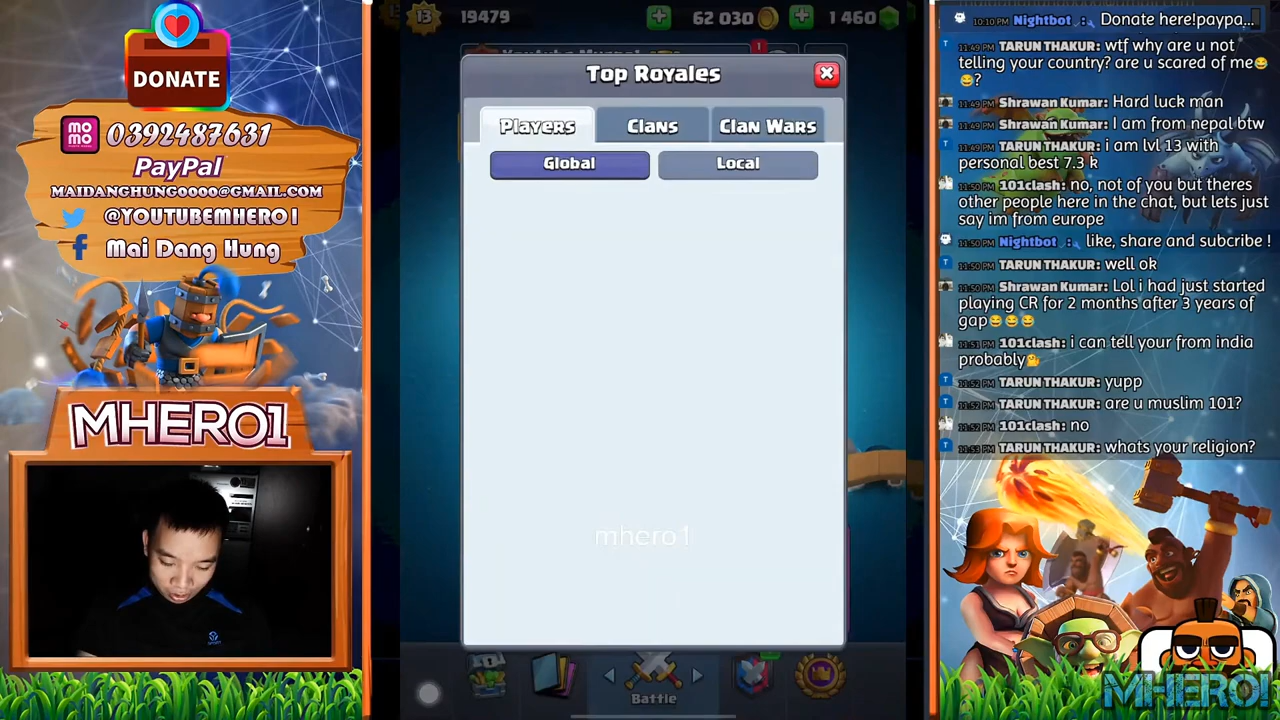 DONATE
mo
mo
0392487631
PayPal
MAIDANGHUNG0000@GMAIL.COM
@YOUTUBEMHERO1
Mai Dang Hung
MHERO1
13
19479
62 030
1 460
1
Top Royales
Players
Clans
Clan Wars
Global
Local
mhero1
Battle
10:10 PM Nightbot : Donate here!paypa...
11:49 PM TARUN THAKUR: wtf why are u not
telling your country? are u scared of me😂
😂?
11:49 PM Shrawan Kumar: Hard luck man
11:49 PM Shrawan Kumar: I am from nepal btw
11:49 PM TARUN THAKUR: i am lvl 13 with
personal best 7.3 k
11:50 PM 101clash: no, not of you but theres
other people here in the chat, but lets just
say im from europe
11:50 PM Nightbot : like, share and subcribe !
11:50 PM TARUN THAKUR: well ok
11:50 PM Shrawan Kumar: Lol i had just started
playing CR for 2 months after 3 years of
gap😂😂😂
11:51 PM 101clash: i can tell your from india
probably
11:52 PM TARUN THAKUR: yupp
11:52 PM TARUN THAKUR: are u muslim 101?
11:52 PM 101clash: no
11:53 PM TARUN THAKUR: whats your religion?
MHERO1